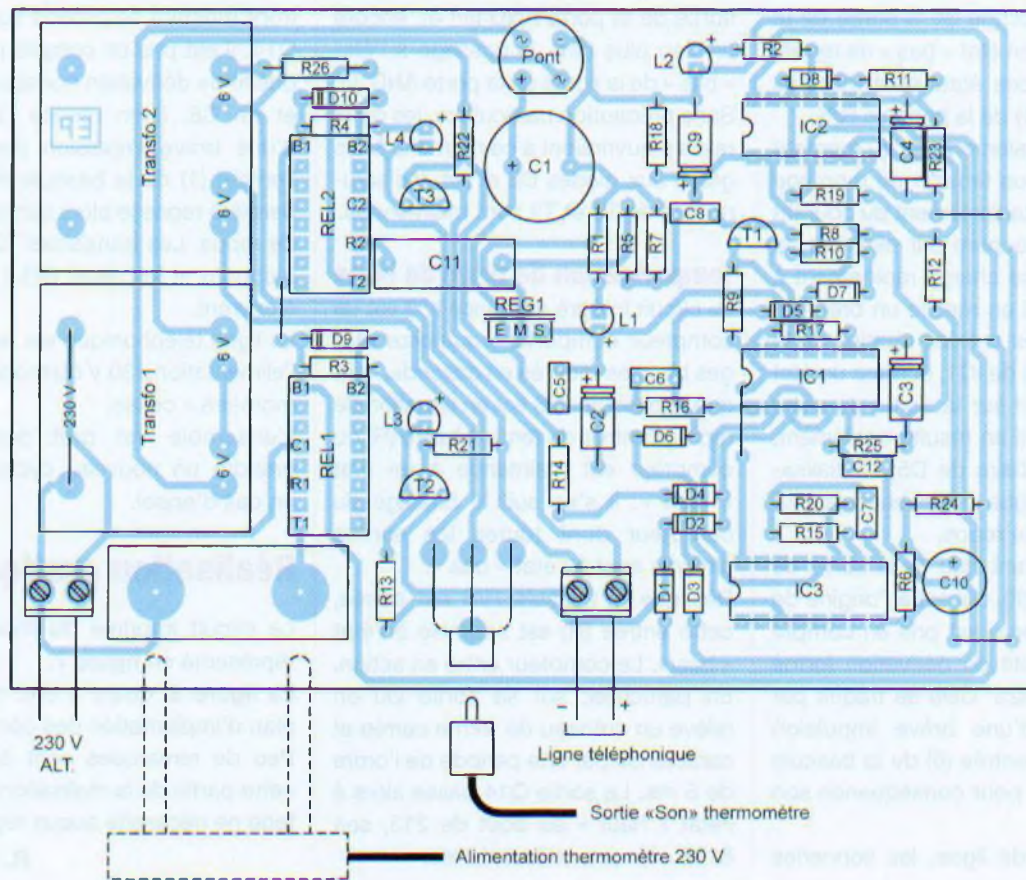 Transfo 2
6 V
6 V
EP
R26
D10
R4
B1
B2
C2
R2
T2
REL2
L4
T3
R22
Pont
C1
C11
REG1
E M S
L2
R18
C9
C8
R1
R5
R7
L1
R2
D8
R11
IC2
C4
R23
R19
T1
R8
R10
R12
D7
R9
D5
R17
IC1
C3
Transfo 1
230 V
6 V
6 V
D9
R3
B1
B2
C1
R1
T1
REL1
L3
R21
T2
C5
C2
R14
C6
R16
D6
D4
D2
R25
C12
R20
R15
C7
R24
IC3
R6
C10
R13
D1
D3
230 V
ALT.
- +
Ligne téléphonique
Sortie «Son» thermomètre
Alimentation thermomètre 230 V